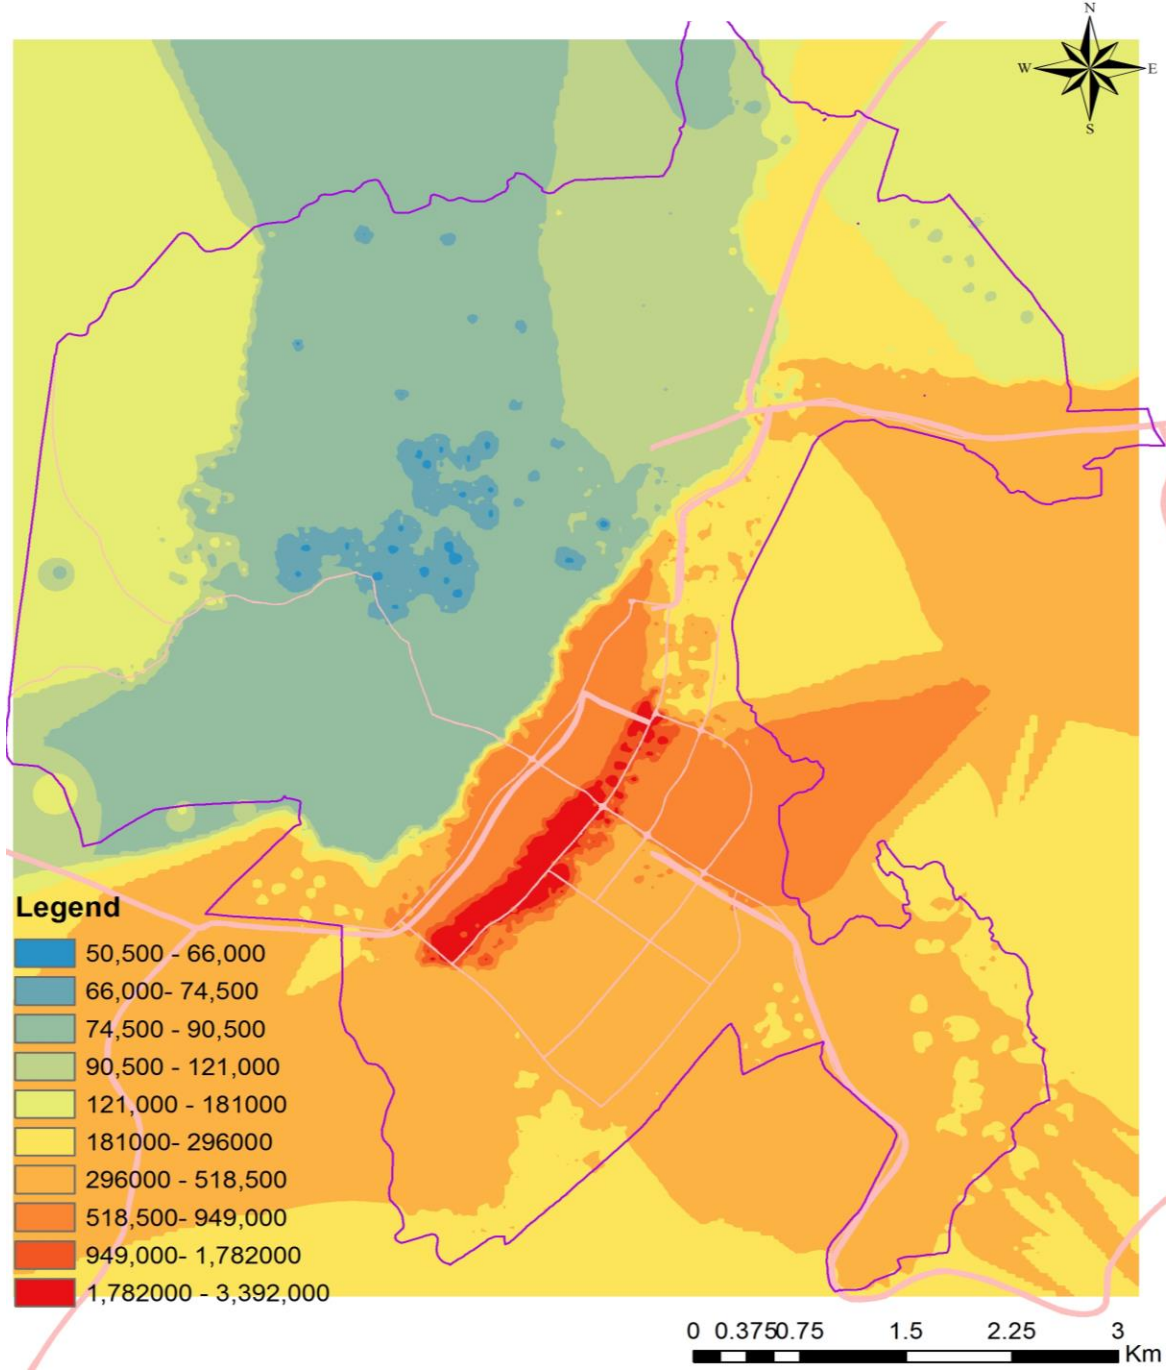 N
W E
S
Legend
50,500 - 66,000
66,000- 74,500
74,500 - 90,500
90,500 - 121,000
121,000 - 181000
181000- 296000
296000 - 518,500
518,500- 949,000
949,000- 1,782000
1,782000 - 3,392,000
0 0.3750.75 1.5 2.25 3
Km